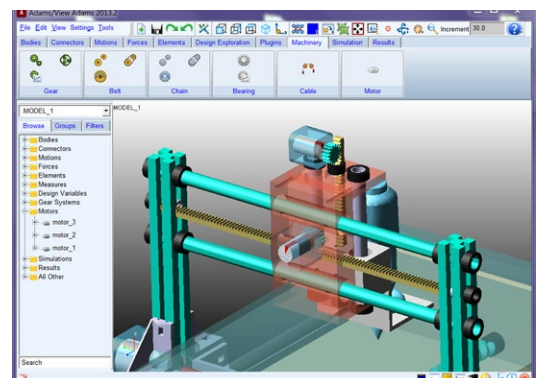 Adams/View Adams 2013.2
File Edit View Settings Tools
Increment 30.0
Bodies Connectors Motions Forces Elements Design Exploration Plugins Machinery Simulation Results
Gear Belt Chain Bearing Cable Motor
MODEL_1
MODEL_1
Browse Groups Filters
Bodies
Connectors
Motions
Forces
Elements
Measures
Design Variables
Gear Systems
Motors
motor_3
motor_2
motor_1
Simulations
Results
All Other
Search